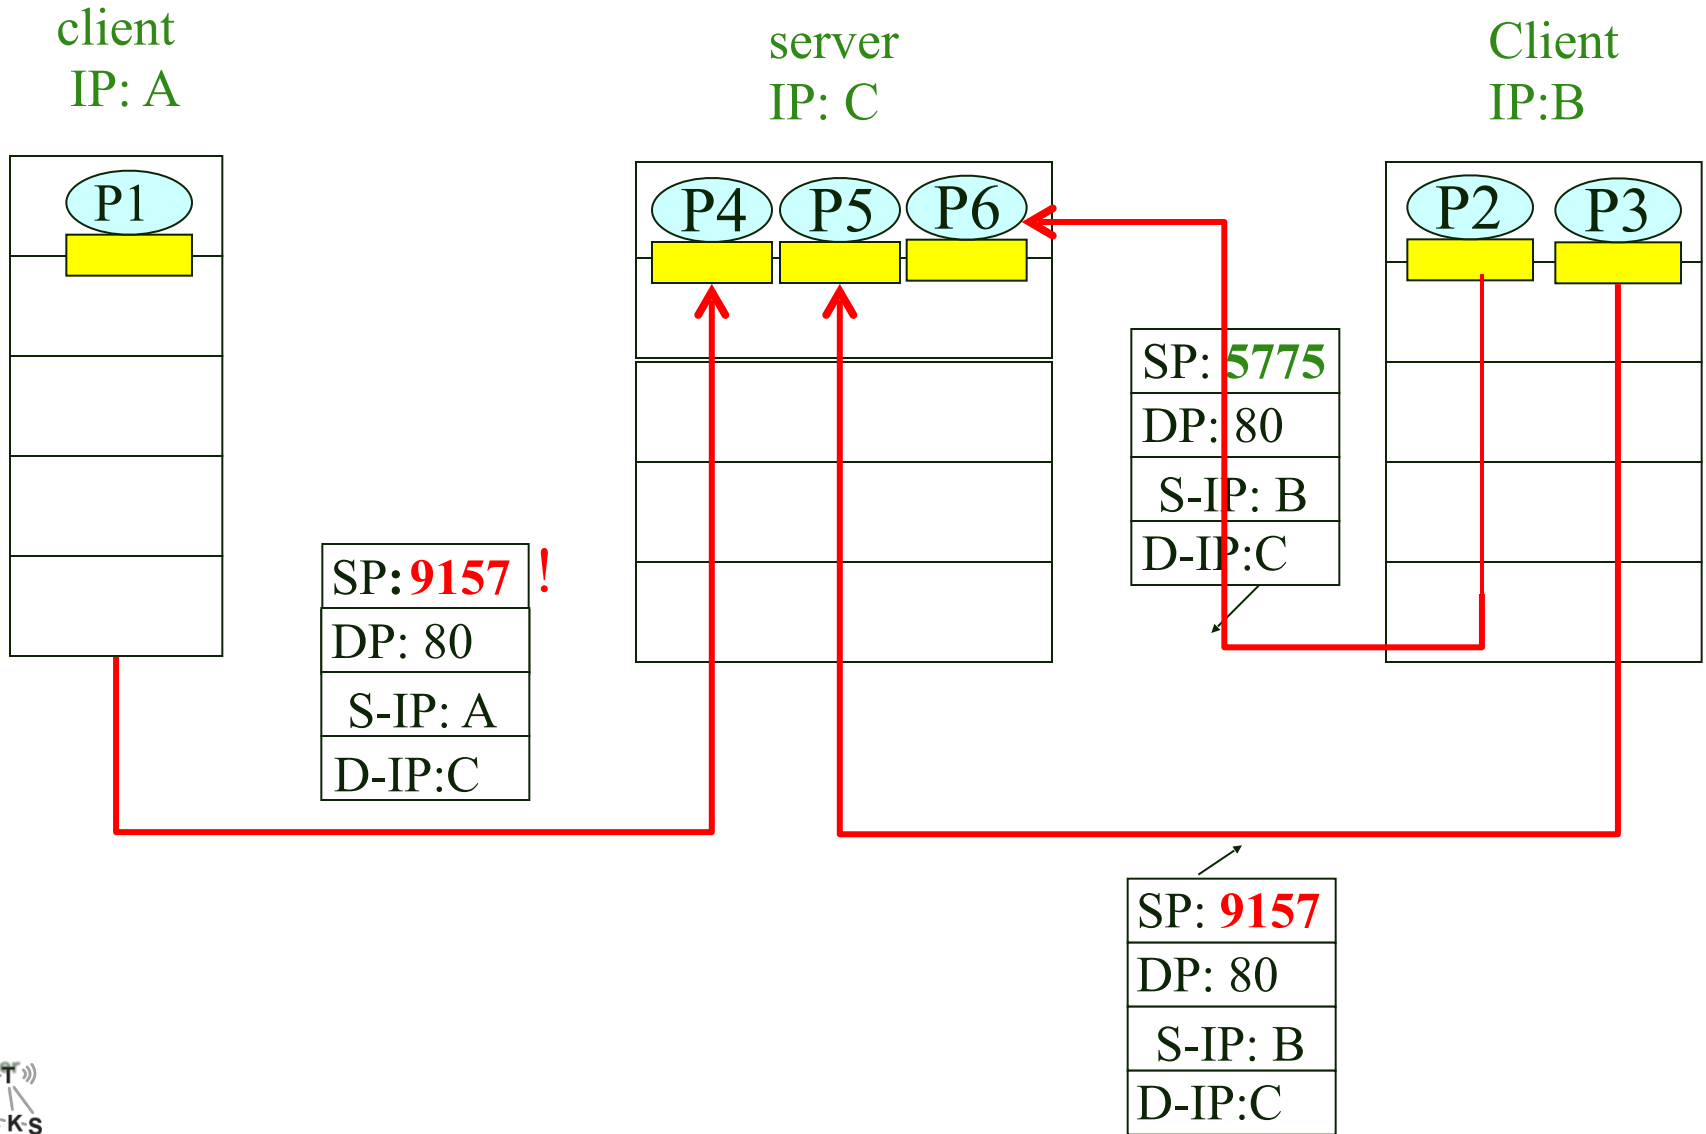 client
IP: A
server
IP: C
Client
IP:B
P1
P4
P5
P6
P2
P3
SP: 5775
DP: 80
S-IP: B
D-IP:C
SP: 9157 !
DP: 80
S-IP: A
D-IP:C
SP: 9157
DP: 80
S-IP: B
D-IP:C
T
K-S